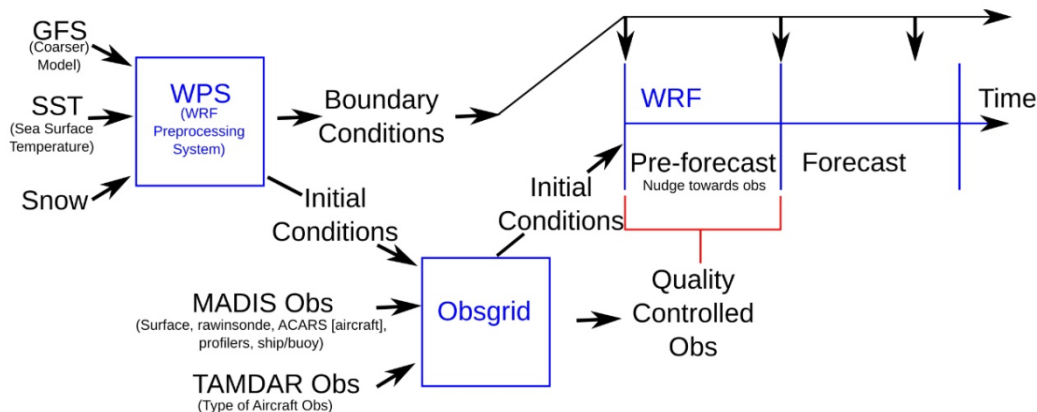 GFS
(Coarser)
Model)
SST
(Sea Surface
Temperature)
Snow
WPS
(WRF
Preprocessing
System)
Boundary
Conditions
Initial
Conditions
MADIS Obs
(Surface, rawinsonde, ACARS [aircraft],
profilers, ship/buoy)
TAMDAR Obs
(Type of Aircraft Obs)
Obsgrid
Initial
Conditions
WRF
Time
Pre-forecast
Nudge towards obs
Forecast
Quality
Controlled
Obs